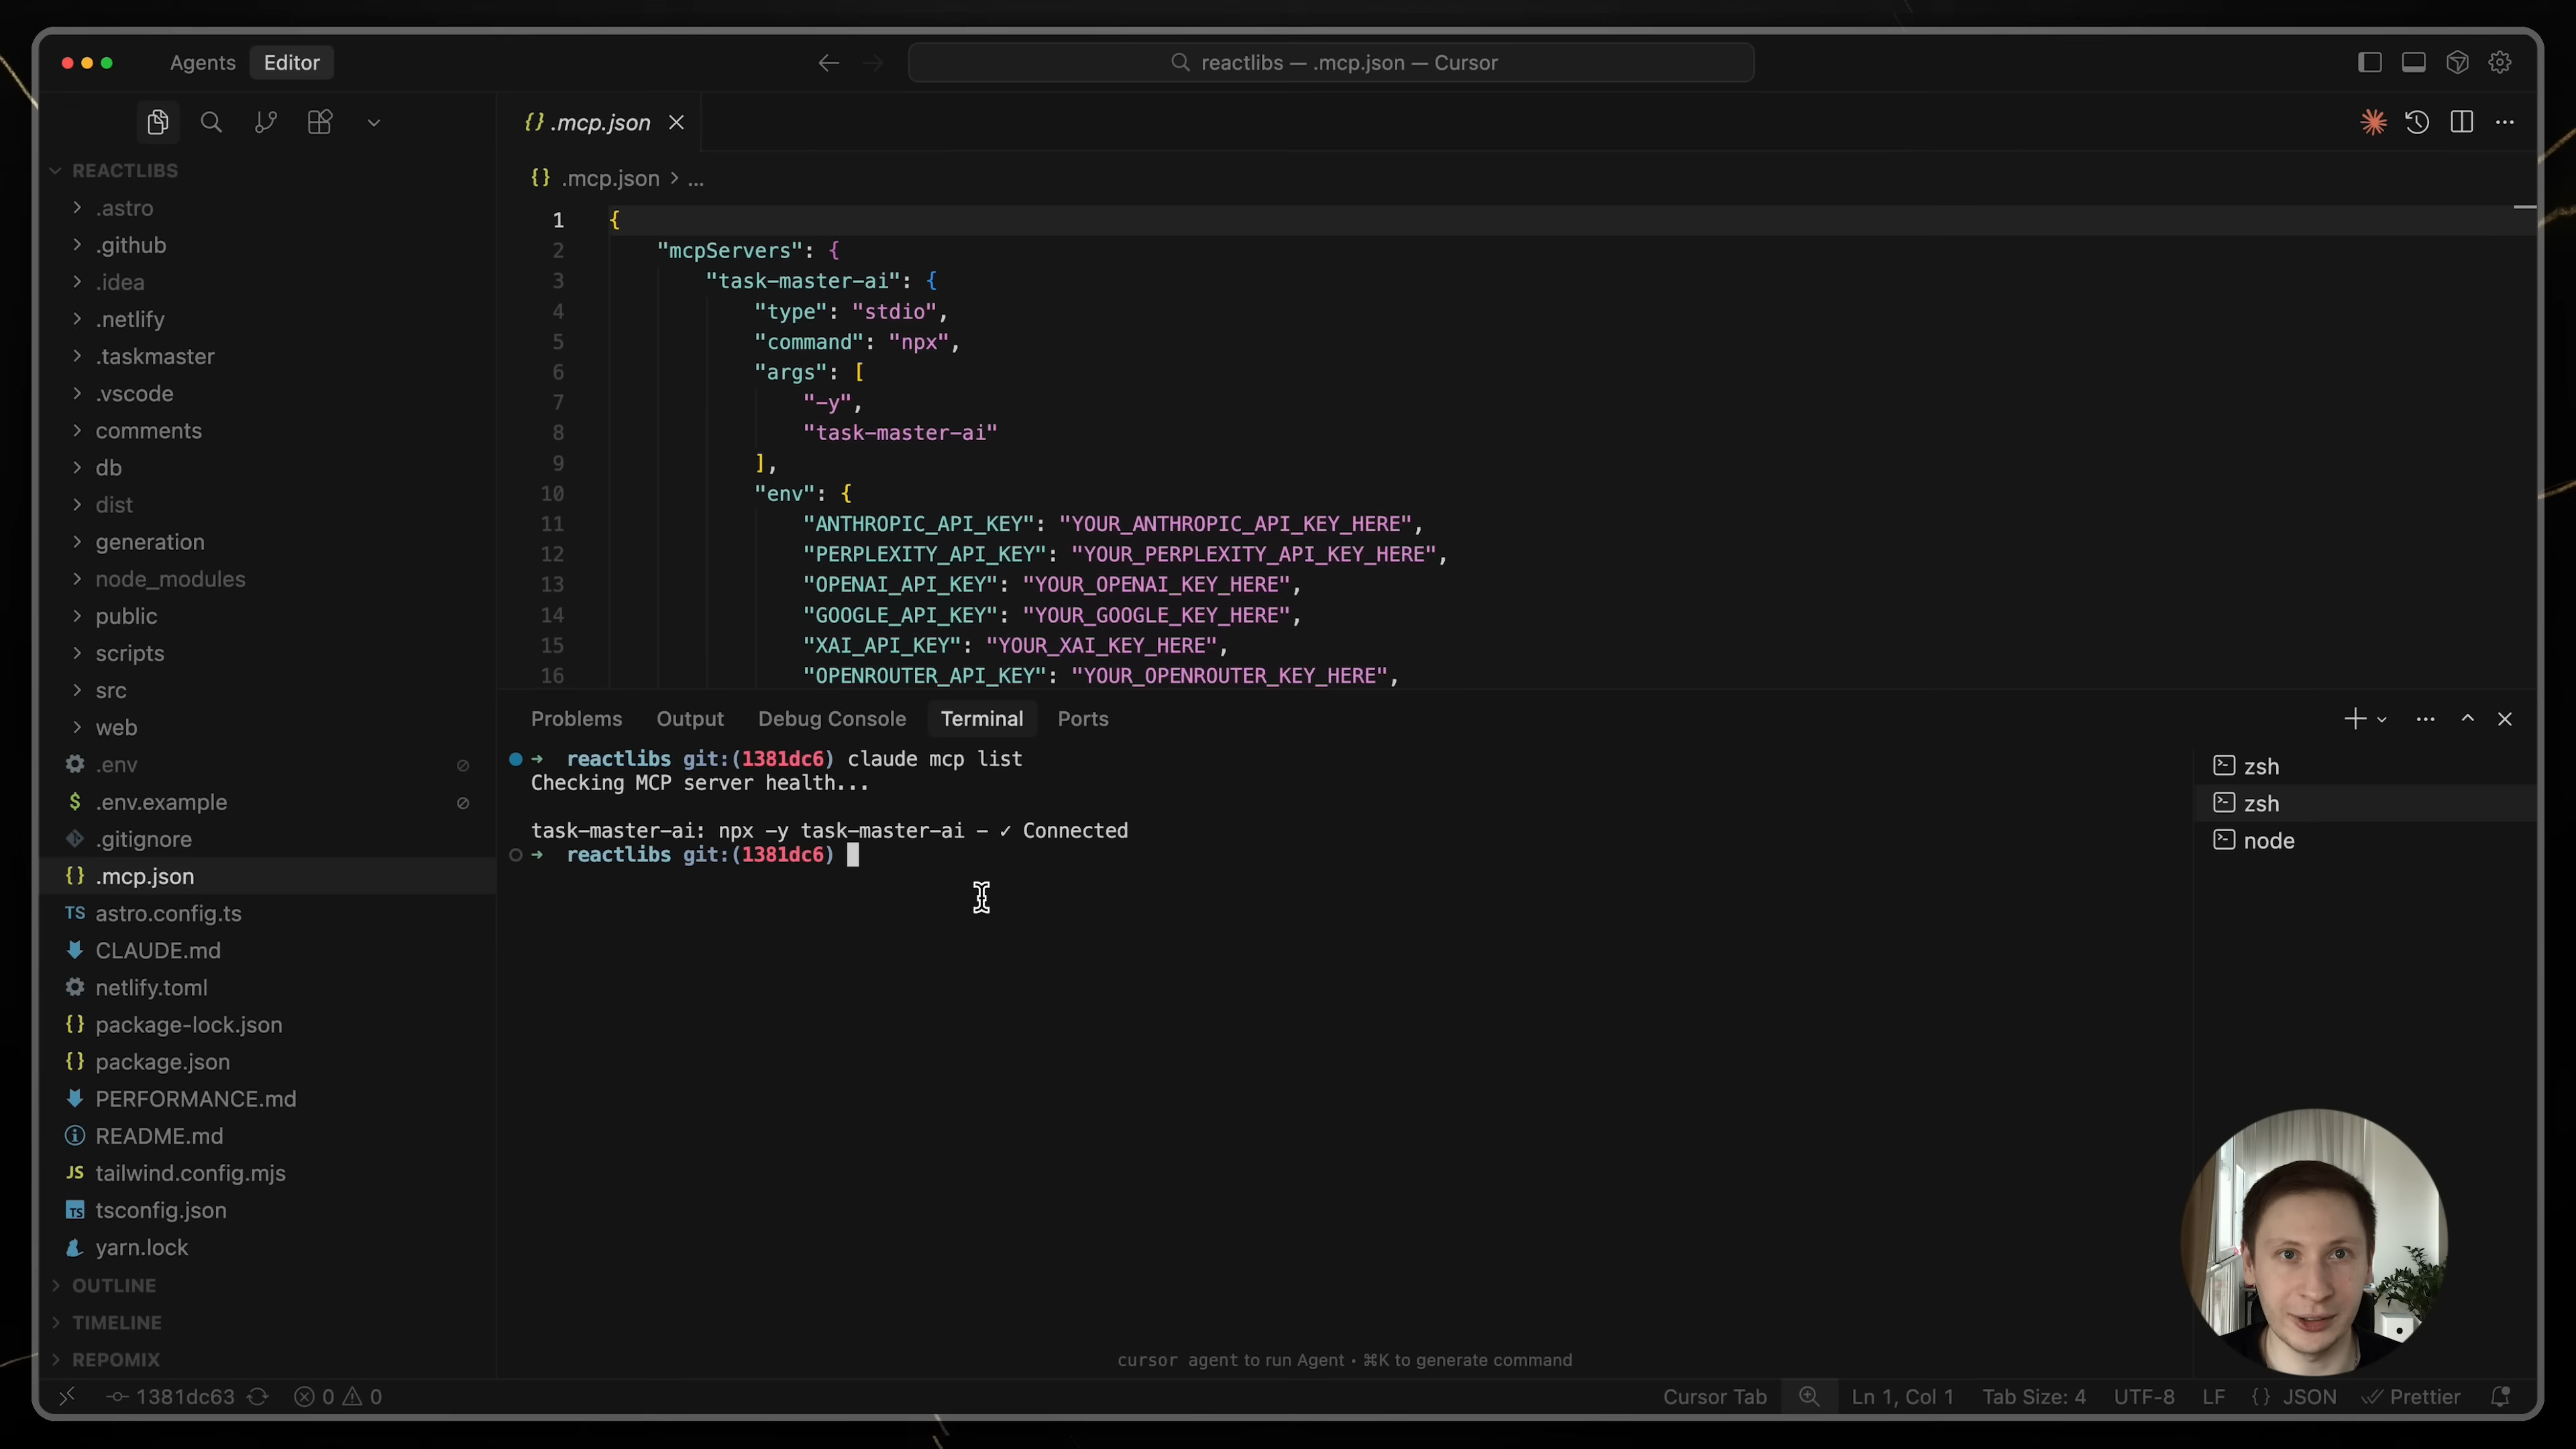 Agents Editor
reactlibs — .mcp.json — Cursor
REACTLIBS
.astro
.github
.idea
.netlify
.taskmaster
.vscode
comments
db
dist
generation
node_modules
public
scripts
src
web
.env
$ .env.example
.gitignore
{} .mcp.json
TS astro.config.ts
CLAUDE.md
netlify.toml
{} package-lock.json
{} package.json
PERFORMANCE.md
README.md
JS tailwind.config.mjs
TS tsconfig.json
yarn.lock
OUTLINE
TIMELINE
REPOMIX
{} .mcp.json
{} .mcp.json > ...
1 {
2 "mcpServers": {
3 "task-master-ai": {
4 "type": "stdio",
5 "command": "npx",
6 "args": [
7 "-y",
8 "task-master-ai"
9 ],
10 "env": {
11 "ANTHROPIC_API_KEY": "YOUR_ANTHROPIC_API_KEY_HERE",
12 "PERPLEXITY_API_KEY": "YOUR_PERPLEXITY_API_KEY_HERE",
13 "OPENAI_API_KEY": "YOUR_OPENAI_KEY_HERE",
14 "GOOGLE_API_KEY": "YOUR_GOOGLE_KEY_HERE",
15 "XAI_API_KEY": "YOUR_XAI_KEY_HERE",
16 "OPENROUTER_API_KEY": "YOUR_OPENROUTER_KEY_HERE",
Problems Output Debug Console Terminal Ports
➜ reactlibs git:(1381dc6) claude mcp list
Checking MCP server health...
task-master-ai: npx -y task-master-ai - ✓ Connected
➜ reactlibs git:(1381dc6)
zsh
zsh
node
cursor agent to run Agent • ⌘K to generate command
1381dc63 0 0 Cursor Tab Ln 1, Col 1 Tab Size: 4 UTF-8 LF {} JSON Prettier